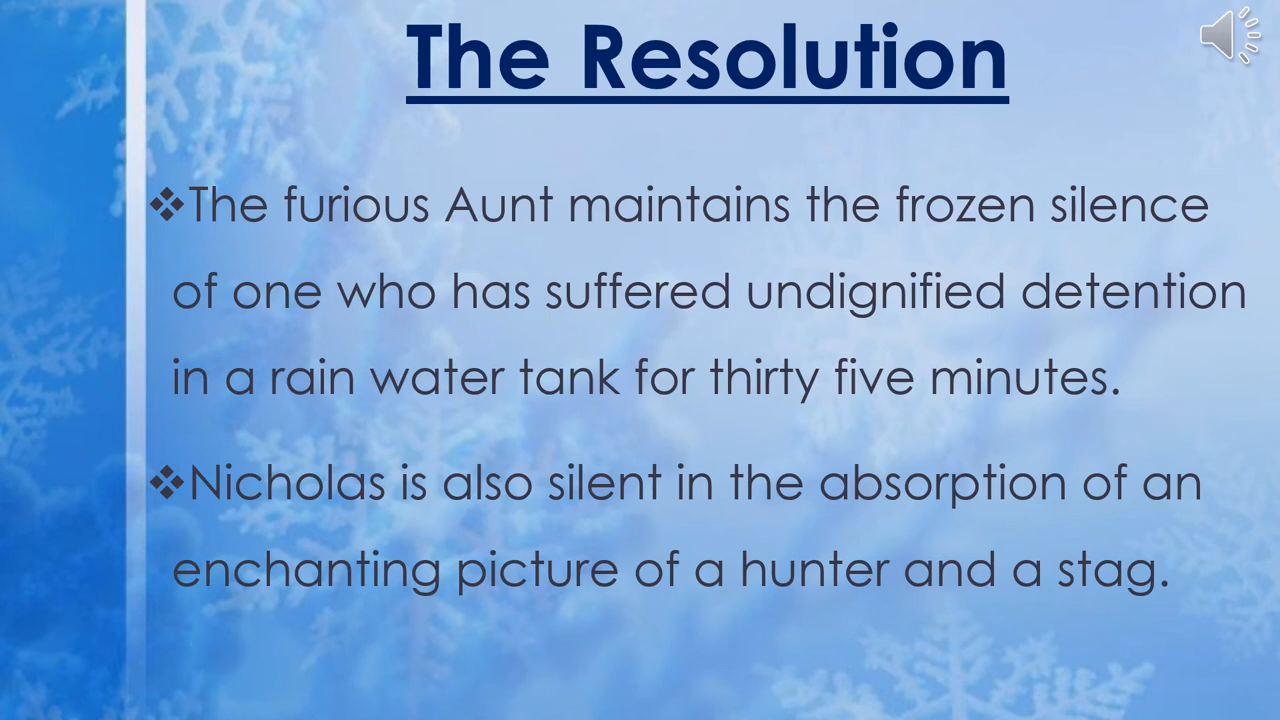 The Resolution
❖The furious Aunt maintains the frozen silence
of one who has suffered undignified detention
in a rain water tank for thirty five minutes.
❖Nicholas is also silent in the absorption of an
enchanting picture of a hunter and a stag.